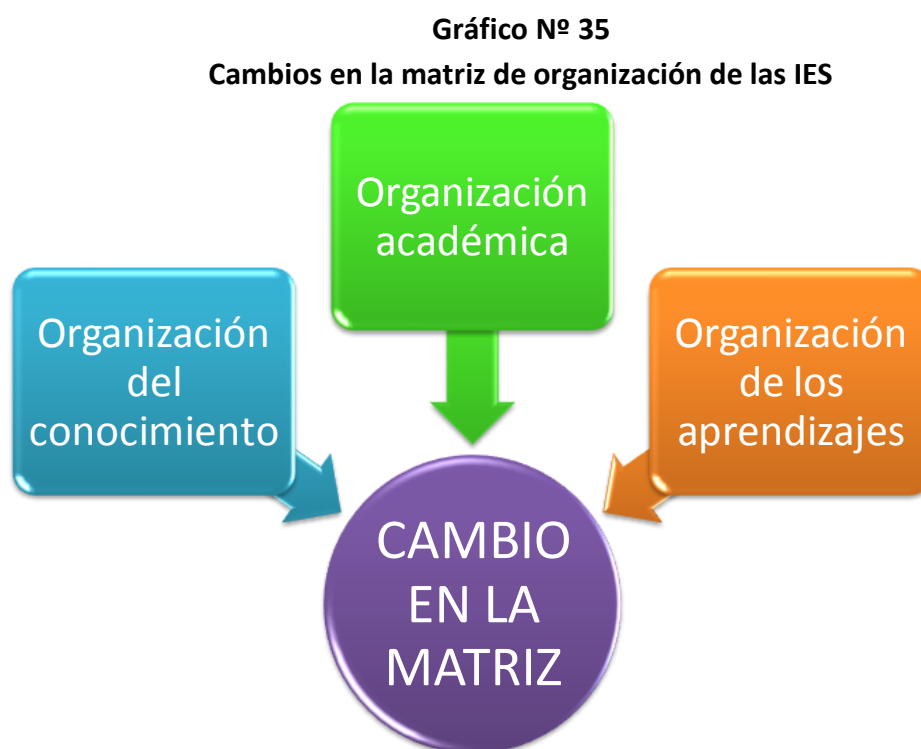 Gráfico Nº 35
Cambios en la matriz de organización de las IES
Organización
académica
Organización
del
conocimiento
Organización
de los
aprendizajes
CAMBIO
EN LA
MATRIZ